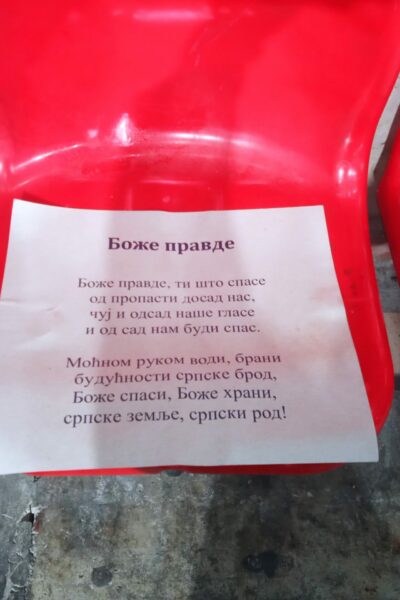 Боже правде
Боже правде, ти што спасе
од пропасти досад нас,
чуј и одсад наше гласе
и од сад нам буди спас.
Моћном руком води, брани
будућности српске брод,
Боже спаси, Боже храни,
српске земље, српски род!